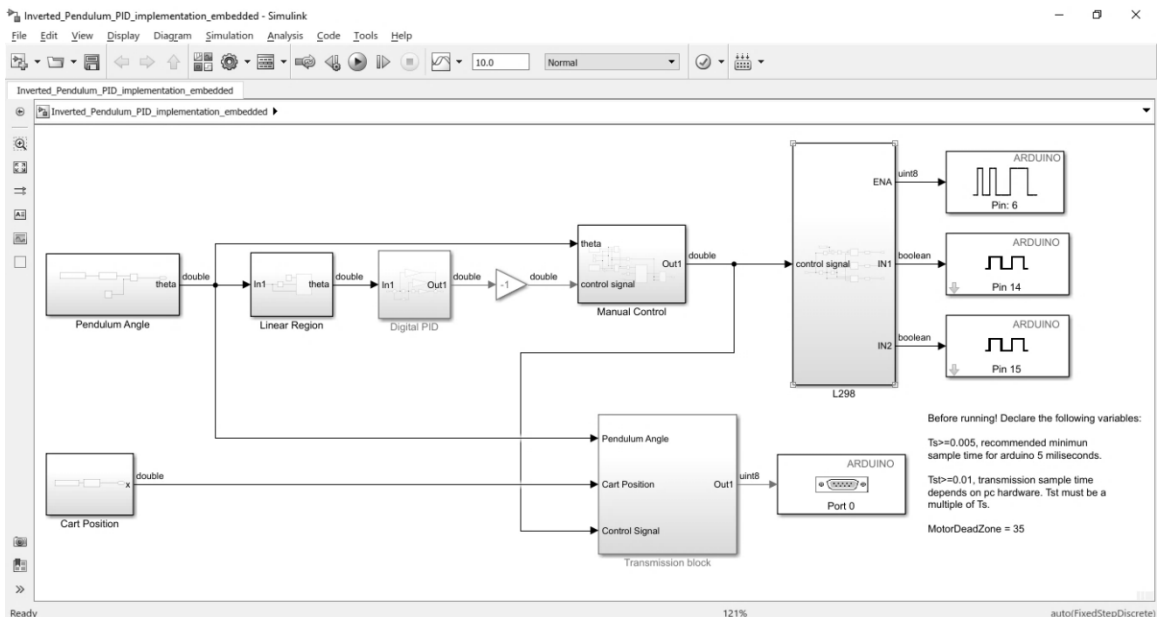 Inverted_Pendulum_PID_implementation_embedded - Simulink
File Edit View Display Diagram Simulation Analysis Code Tools Help
10.0
Normal
Inverted_Pendulum_PID_implementation_embedded
Inverted_Pendulum_PID_implementation_embedded
ARDUINO
ENA
uint8
Pin: 6
theta
double
Pendulum Angle
In1
theta
double
Linear Region
In1
Out1
double
Digital PID
-1
double
theta
control signal
Out1
double
Manual Control
control signal
IN1
boolean
ARDUINO
Pin 14
IN2
boolean
ARDUINO
Pin 15
L298
Before running! Declare the following variables:
Ts>=0.005, recommended minimun
sample time for arduino 5 miliseconds.
Tst>=0.01, transmission sample time
depends on pc hardware. Tst must be a
multiple of Ts.
MotorDeadZone = 35
x
double
Cart Position
Pendulum Angle
Cart Position
Control Signal
Out1
uint8
Transmission block
ARDUINO
Port 0
Ready
121%
auto(FixedStepDiscrete)